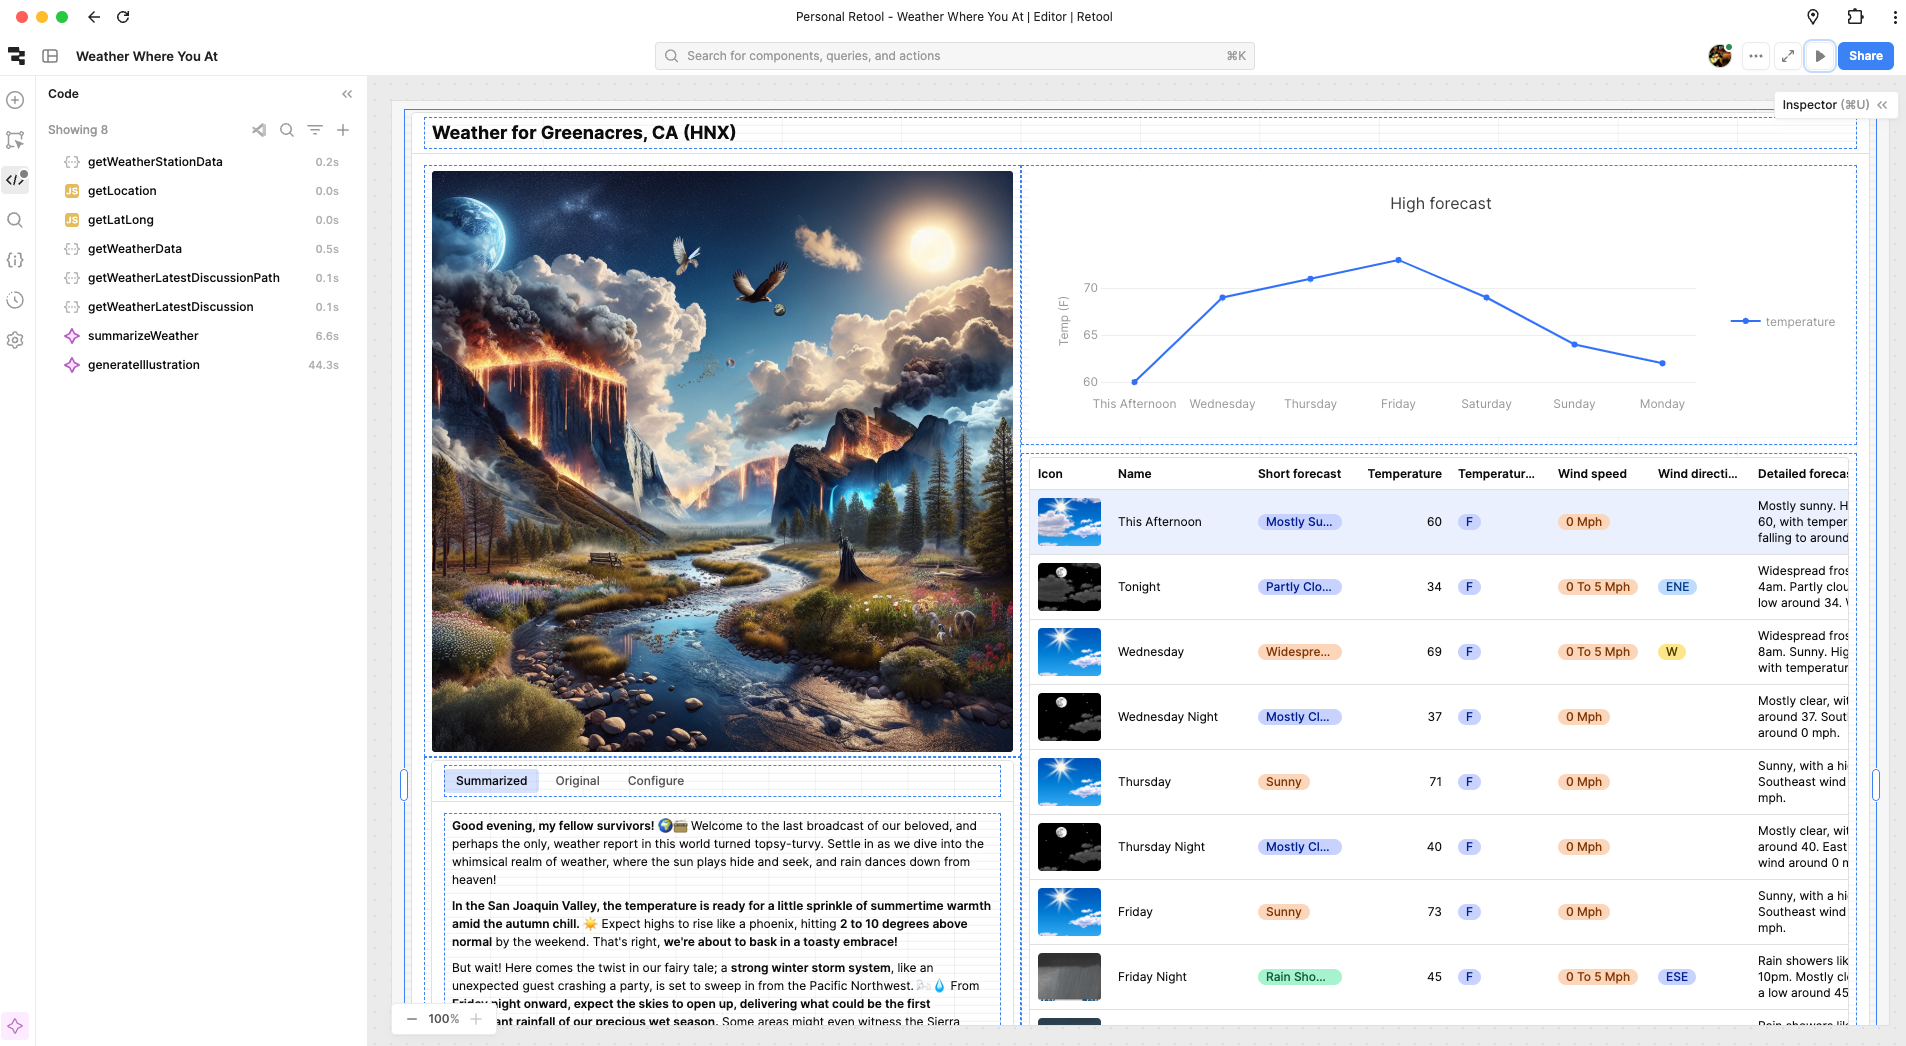 Personal Retool - Weather Where You At | Editor | Retool
Weather Where You At
Search for components, queries, and actions
⌘K
Share
Code
Inspector (⌘U)
Showing 8
getWeatherStationData 0.2s
getLocation 0.0s
getLatLong 0.0s
getWeatherData 0.5s
getWeatherLatestDiscussionPath 0.1s
getWeatherLatestDiscussion 0.1s
summarizeWeather 6.6s
generateIllustration 44.3s
JS
JS
Weather for Greenacres, CA (HNX)
High forecast
Temp (F)
70
65
60
This Afternoon Wednesday Thursday Friday Saturday Sunday Monday
temperature
Summarized Original Configure
Good evening, my fellow survivors! 🌍📻 Welcome to the last broadcast of our beloved, and
perhaps the only, weather report in this world turned topsy-turvy. Settle in as we dive into the
whimsical realm of weather, where the sun plays hide and seek, and rain dances down from
heaven!
In the San Joaquin Valley, the temperature is ready for a little sprinkle of summertime warmth
amid the autumn chill. ☀️ Expect highs to rise like a phoenix, hitting 2 to 10 degrees above
normal by the weekend. That's right, we're about to bask in a toasty embrace!
But wait! Here comes the twist in our fairy tale; a strong winter storm system, like an
unexpected guest crashing a party, is set to sweep in from the Pacific Northwest. 🌬️💧 From
Friday night onward, expect the skies to open up, delivering what could be the first
ant rainfall of our precious wet season. Some areas might even witness the Sierra
100%
Icon Name Short forecast Temperature Temperatur... Wind speed Wind directi... Detailed forecas
This Afternoon Mostly Su... 60 F 0 Mph
Mostly sunny. H
60, with temper
falling to around
Tonight Partly Clo... 34 F 0 To 5 Mph ENE
Widespread fros
4am. Partly clou
low around 34. W
Wednesday Widespre... 69 F 0 To 5 Mph W
Widespread fros
8am. Sunny. Hig
with temperatur
Wednesday Night Mostly Cl... 37 F 0 Mph
Mostly clear, wit
around 37. Sout
around 0 mph.
Thursday Sunny 71 F 0 Mph
Sunny, with a hi
Southeast wind
mph.
Thursday Night Mostly Cl... 40 F 0 Mph
Mostly clear, wit
around 40. East
wind around 0 m
Friday Sunny 73 F 0 Mph
Sunny, with a hi
Southeast wind
mph.
Friday Night Rain Sho... 45 F 0 To 5 Mph ESE
Rain showers lik
10pm. Mostly cl
a low around 45
Rain showers lik